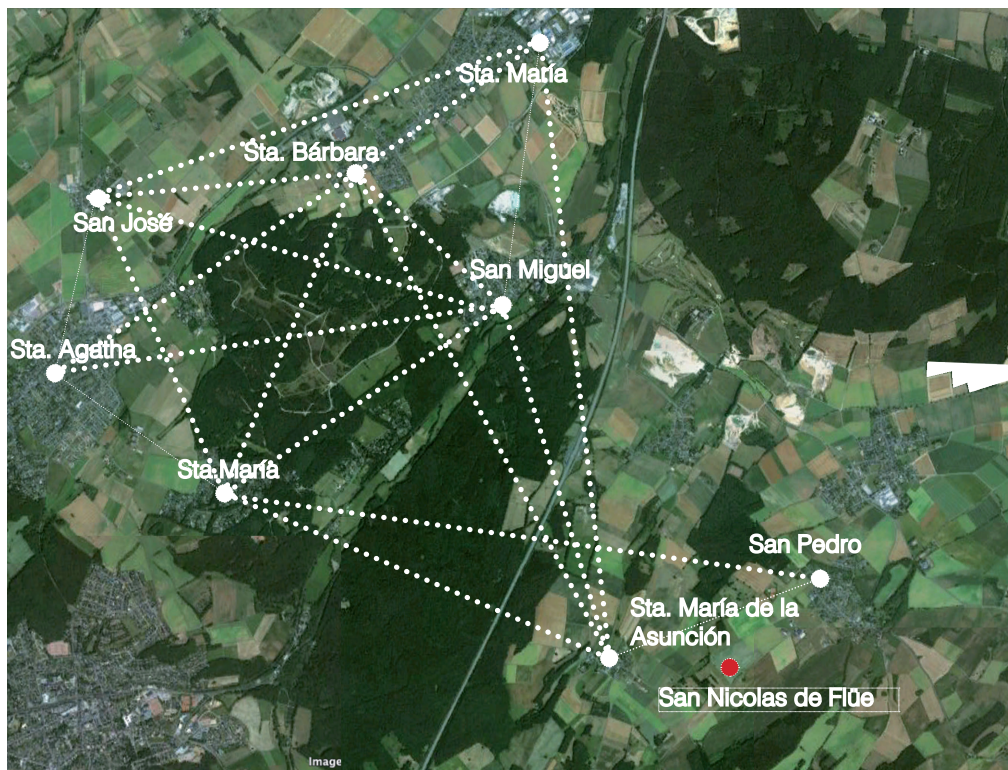 Sta. María
Sta. Bárbara
San José
San Miguel
Sta. Agatha
Sta.María
San Pedro
Sta. María de la
Asunción
San Nicolas de Flüe
Image